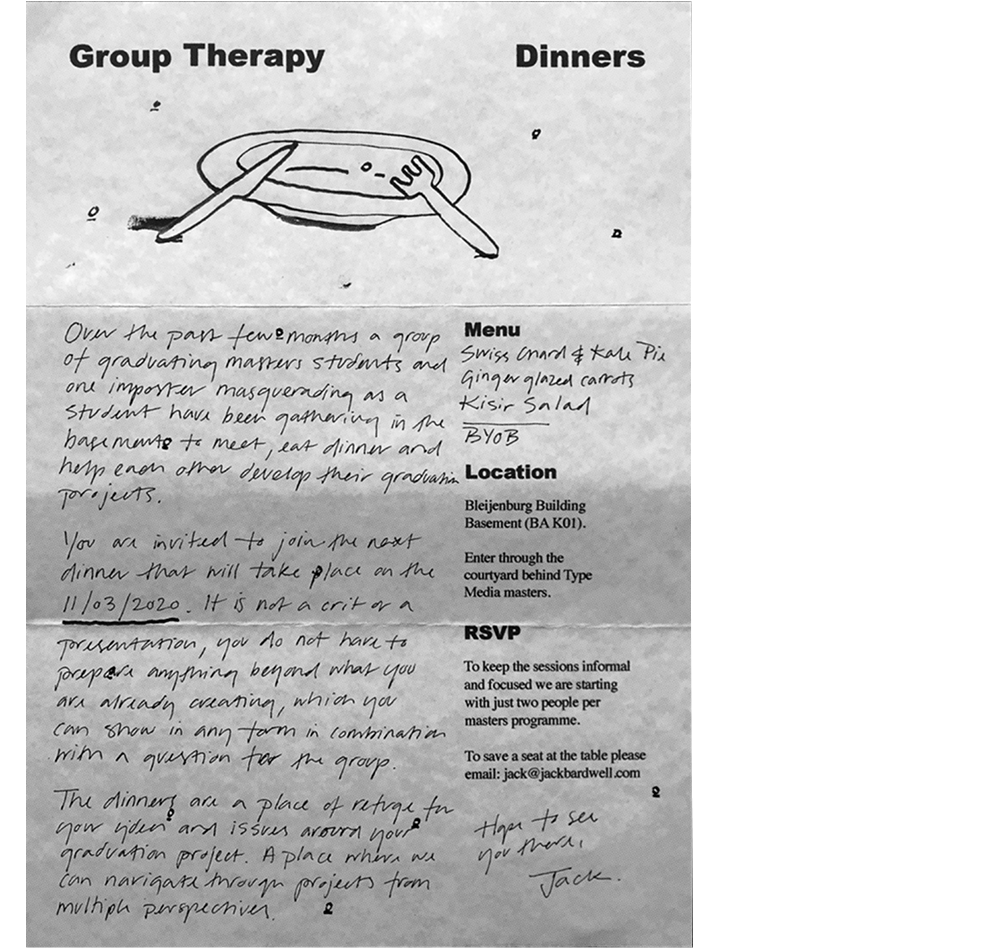 Group Therapy Dinners
Over the past few months a group
of graduating masters students and
one imposter masquerading as a
student have been gathering in the
basement to meet, eat dinner and
help each other develop their graduation
projects.
You are invited to join the next
dinner that will take place on the
11/03/2020. It is not a crit or a
presentation, you do not have to
prepare anything beyond what you
are already creating, which you
can show in any form in combination
with a question for the group.
The dinners are a place of refuge for
your ideas and issues around your
graduation project. A place where we
can navigate through projects from
multiple perspectives.
Menu
Swiss Chard & Kale Pie
Ginger glazed carrots
Kisir Salad
BYOB
Location
Bleijenburg Building
Basement (BA K01).
Enter through the
courtyard behind Type
Media masters.
RSVP
To keep the sessions informal
and focused we are starting
with just two people per
masters programme.
To save a seat at the table please
email: jack@jackbardwell.com
Hope to see
you there,
Jack.